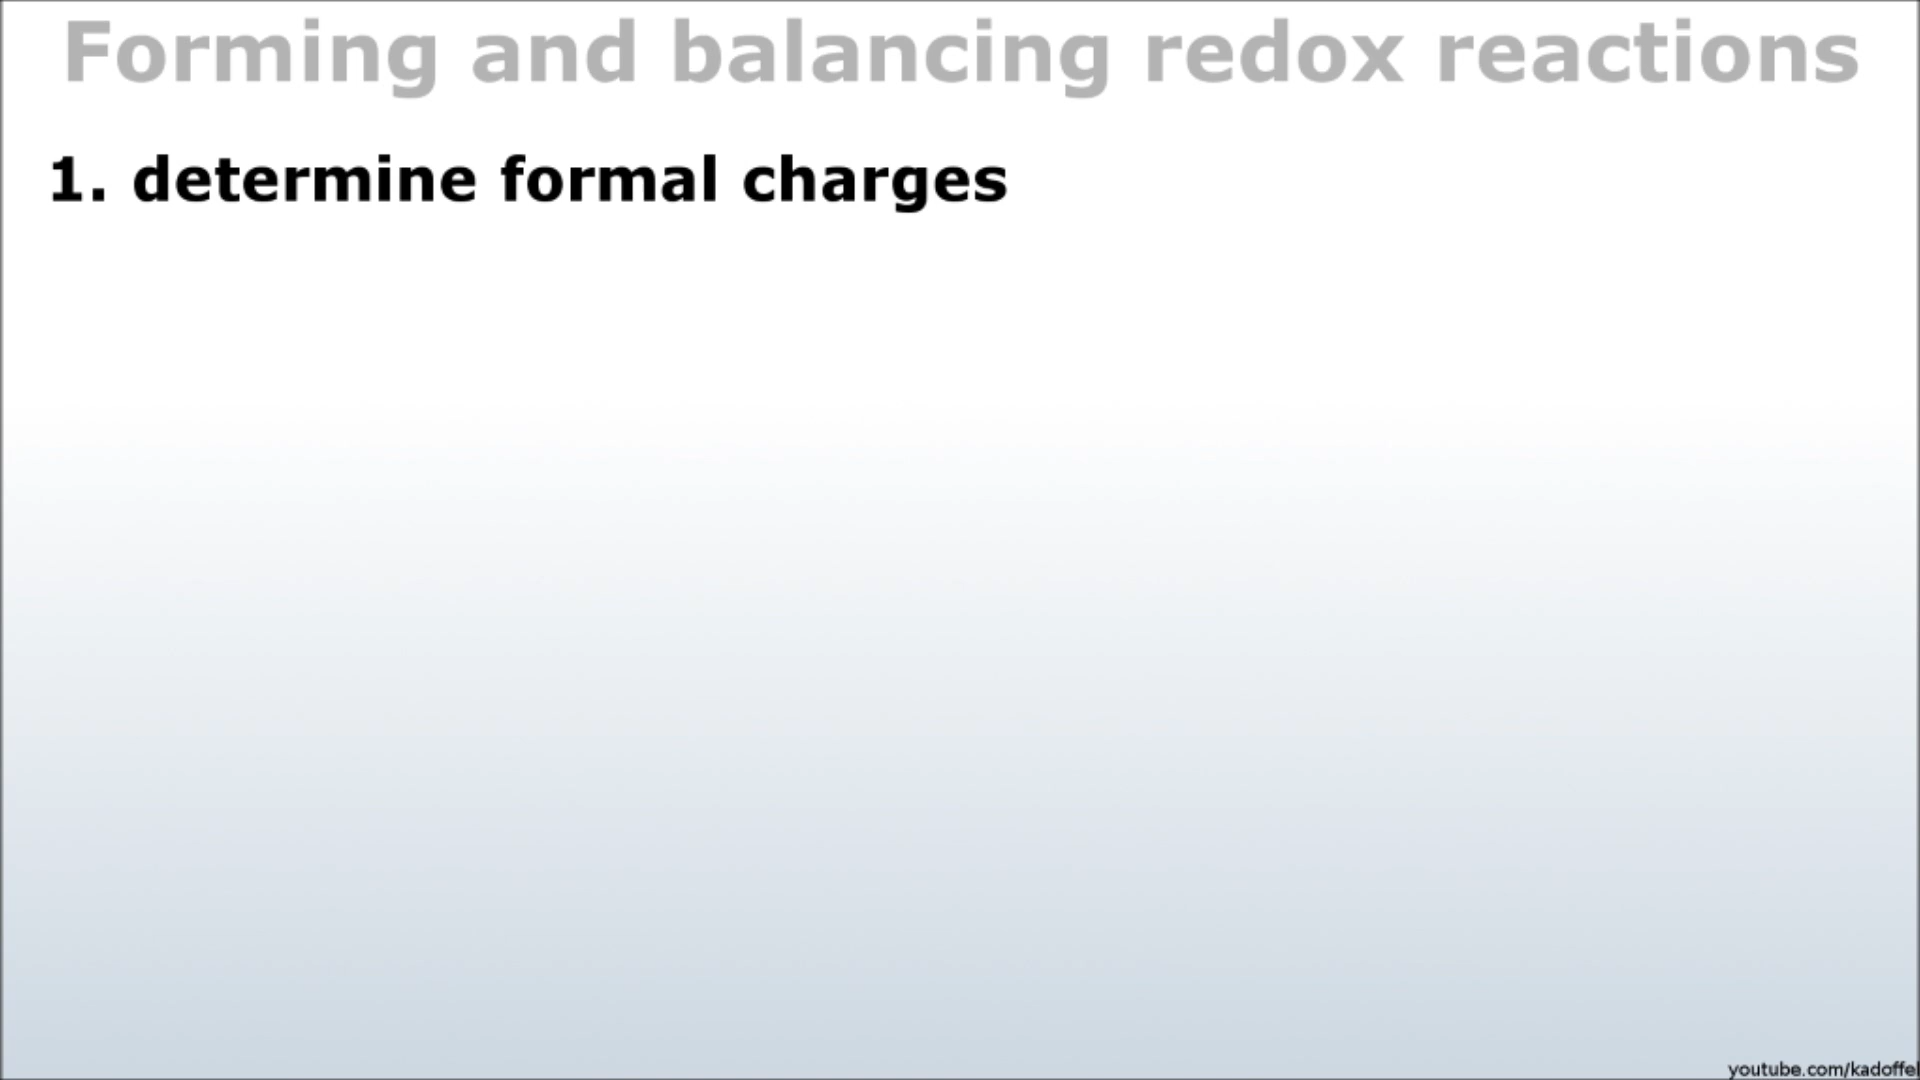 Forming and balancing redox reactions
1. determine formal charges
youtube.com/kadoffel